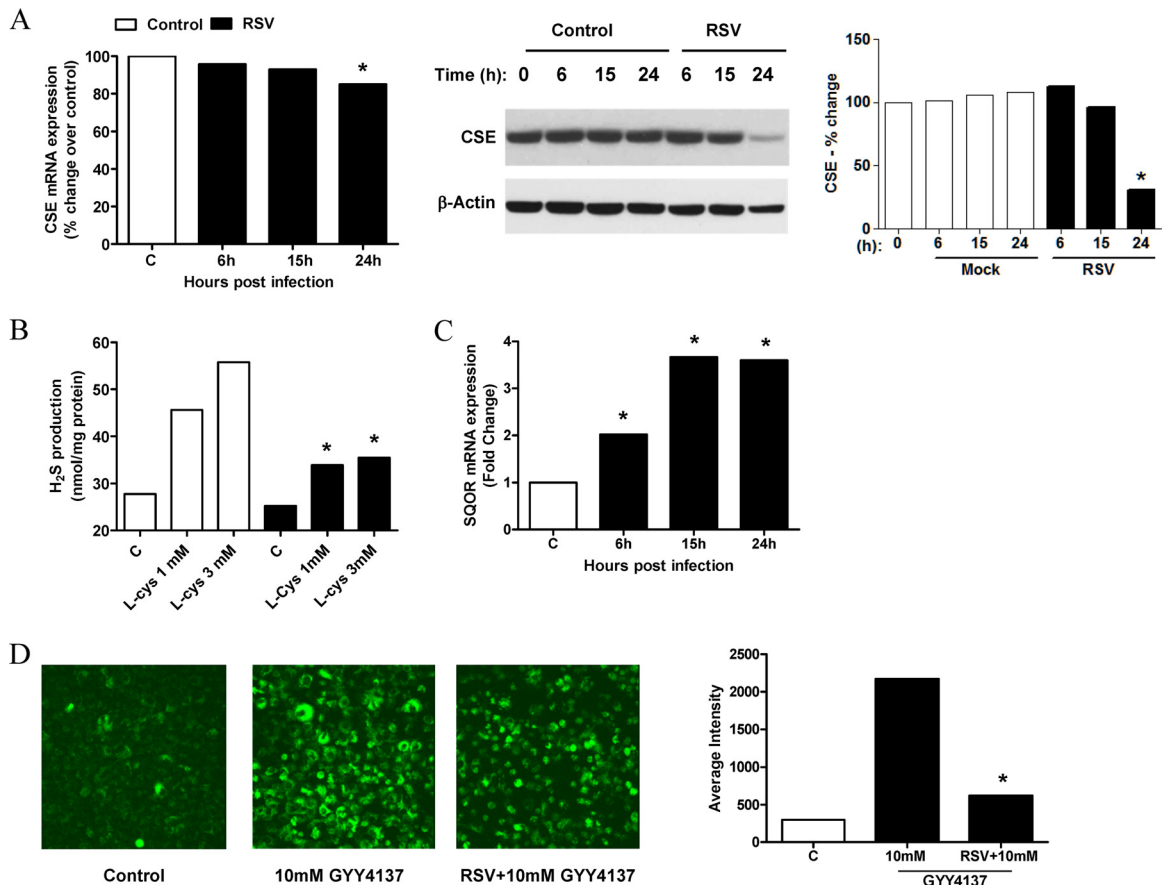 A
Control RSV
CSE mRNA expression
(% change over control)
100
80
60
40
20
0
*
C 6h 15h 24h
Hours post infection
Control RSV
Time (h): 0 6 15 24 6 15 24
CSE
β-Actin
CSE - % change
150
100
50
0
*
(h): 0 6 15 24 6 15 24
Mock RSV
B
H₂S production
(nmol/mg protein)
60
50
40
30
20
* *
C L-cys 1 mM L-cys 3 mM C L-Cys 1mM L-cys 3mM
C
SQOR mRNA expression
(Fold Change)
4
3
2
1
0
* * *
C 6h 15h 24h
Hours post infection
D
Control 10mM GYY4137 RSV+10mM GYY4137
Average Intensity
2500
2000
1500
1000
500
0
*
C 10mM RSV+10mM
GYY4137